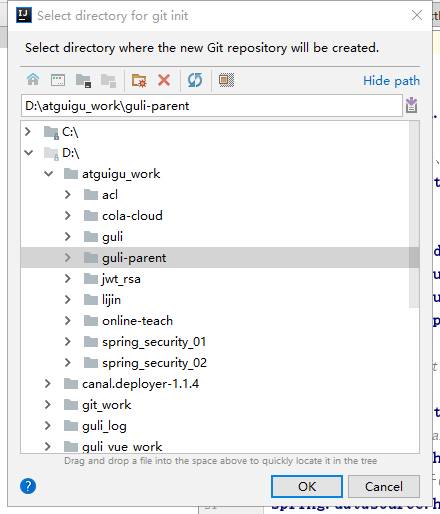 Select directory for git init
Select directory where the new Git repository will be created.
Hide path
D:\atguigu_work\guli-parent
C:\
D:\
atguigu_work
acl
cola-cloud
guli
guli-parent
jwt_rsa
lijin
online-teach
spring_security_01
spring_security_02
canal.deployer-1.1.4
git_work
guli_log
guli_vue_work
Drag and drop a file into the space above to quickly locate it in the tree
?
OK
Cancel